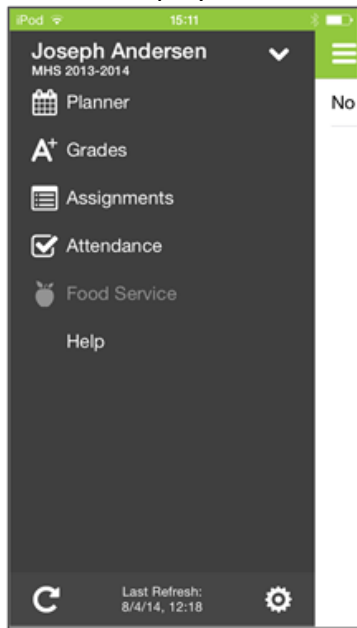 iPod 15:11
Joseph Andersen
MHS 2013-2014
Planner
A+ Grades
Assignments
Attendance
Food Service
Help
Last Refresh:
8/4/14, 12:18
No